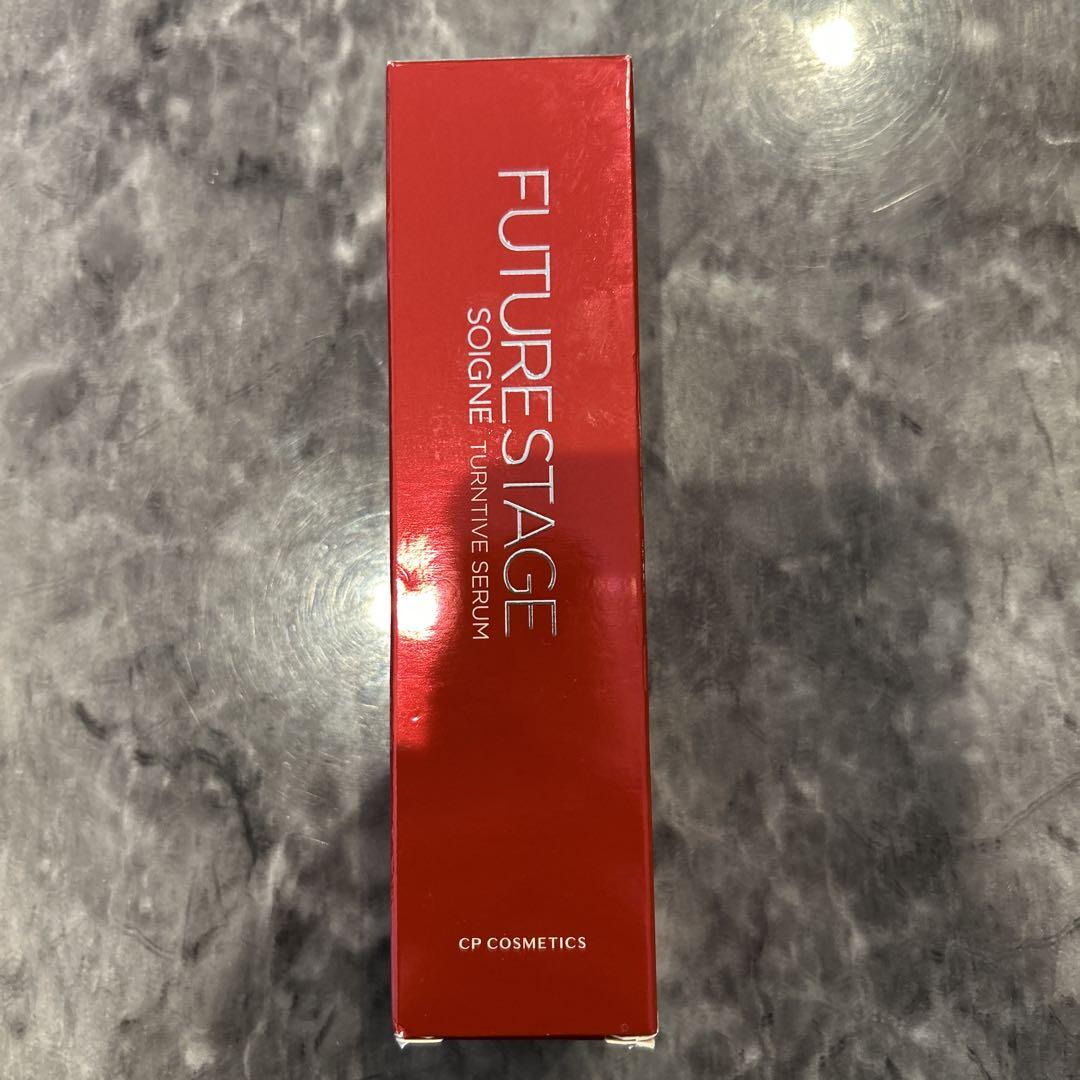 FUTURESTAGE
SOIGNE TURNTIVE SERUM
CP COSMETICS